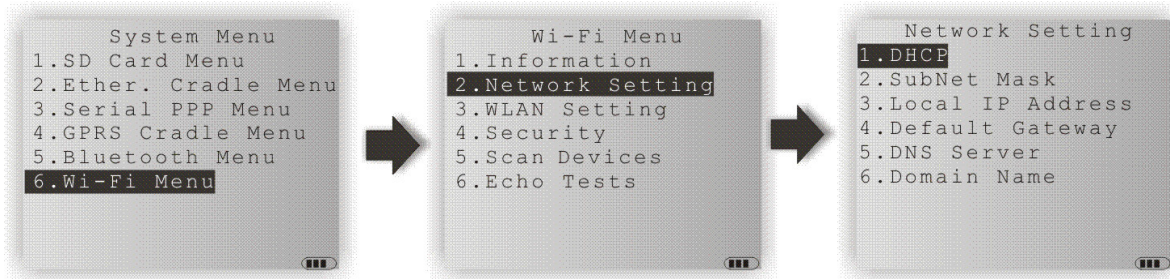 System Menu
1.SD Card Menu
2.Ether. Cradle Menu
3.Serial PPP Menu
4.GPRS Cradle Menu
5.Bluetooth Menu
6.Wi-Fi Menu
Wi-Fi Menu
1.Information
2.Network Setting
3.WLAN Setting
4.Security
5.Scan Devices
6.Echo Tests
Network Setting
1.DHCP
2.SubNet Mask
3.Local IP Address
4.Default Gateway
5.DNS Server
6.Domain Name